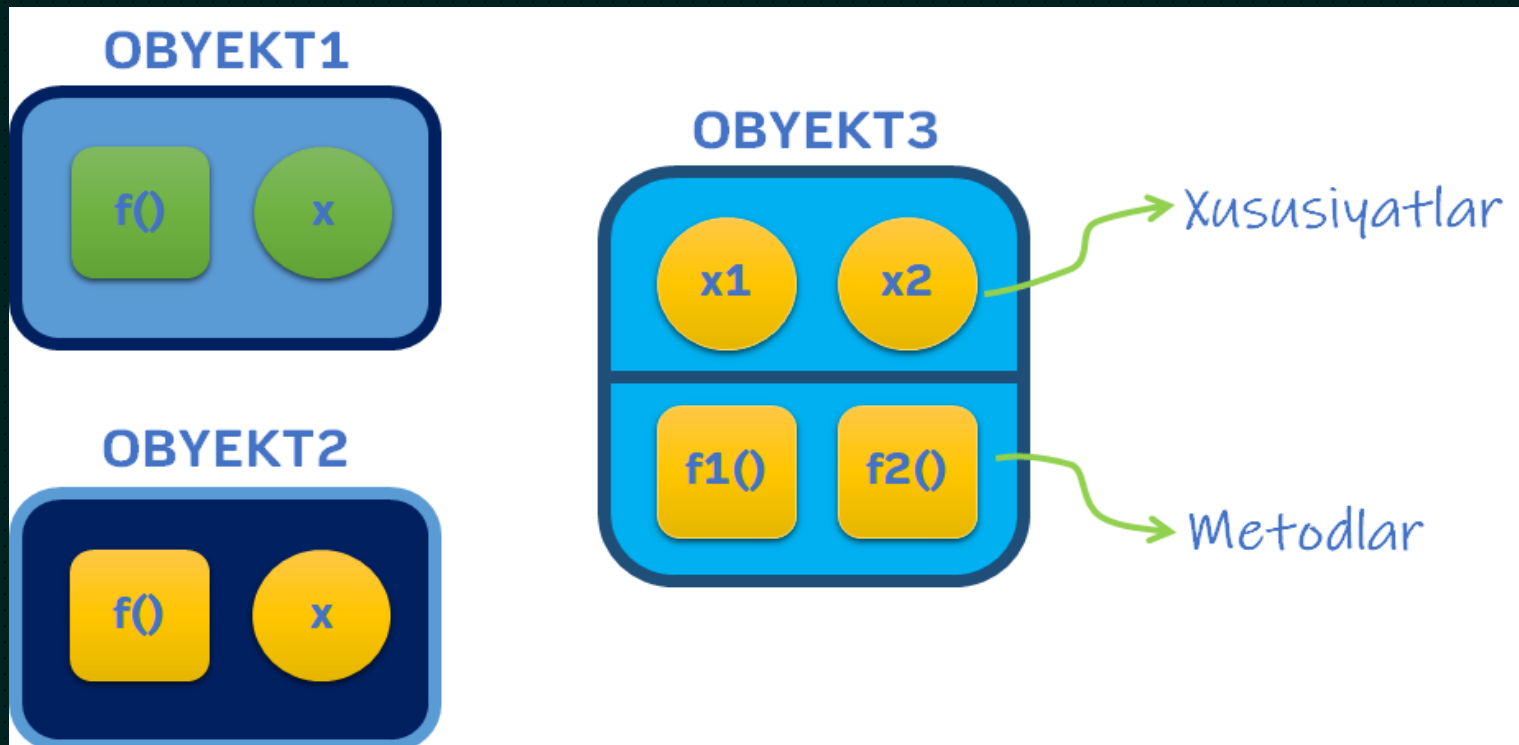 OBYEKT1
f() x
OBYEKT2
f() x
OBYEKT3
x1 x2
f1() f2()
Xususiyatlar
Metodlar